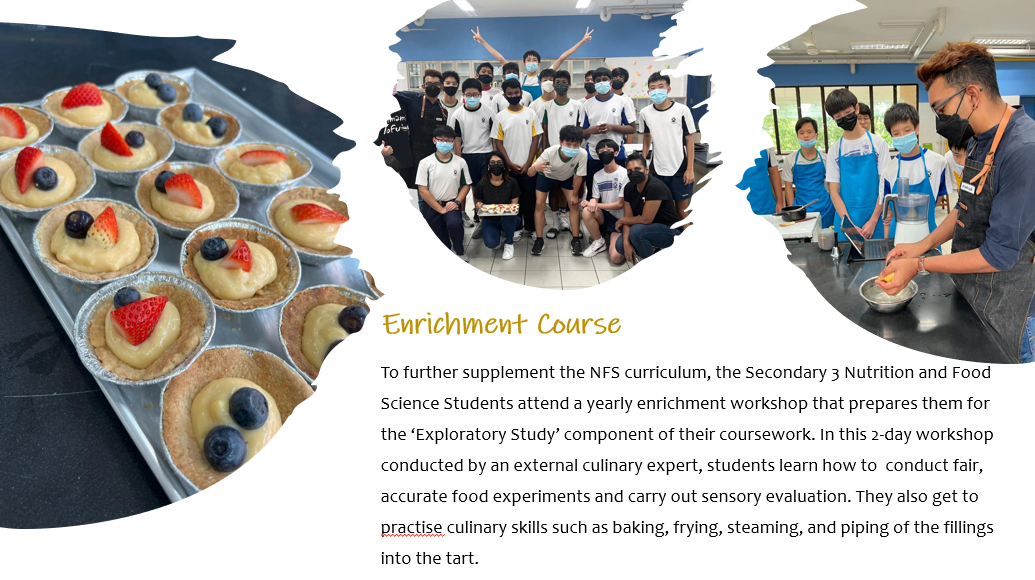 Enrichment Course
To further supplement the NFS curriculum, the Secondary 3 Nutrition and Food
Science Students attend a yearly enrichment workshop that prepares them for
the ‘Exploratory Study’ component of their coursework. In this 2-day workshop
conducted by an external culinary expert, students learn how to  conduct fair,
accurate food experiments and carry out sensory evaluation. They also get to
practise culinary skills such as baking, frying, steaming, and piping of the fillings
into the tart.